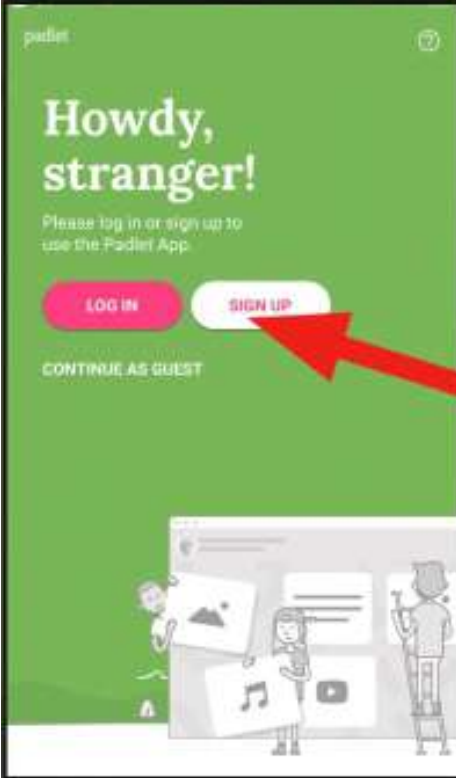 padlet
Howdy,
stranger!
Please log in or sign up to
use the Padlet App.
LOG IN
SIGN UP
CONTINUE AS GUEST